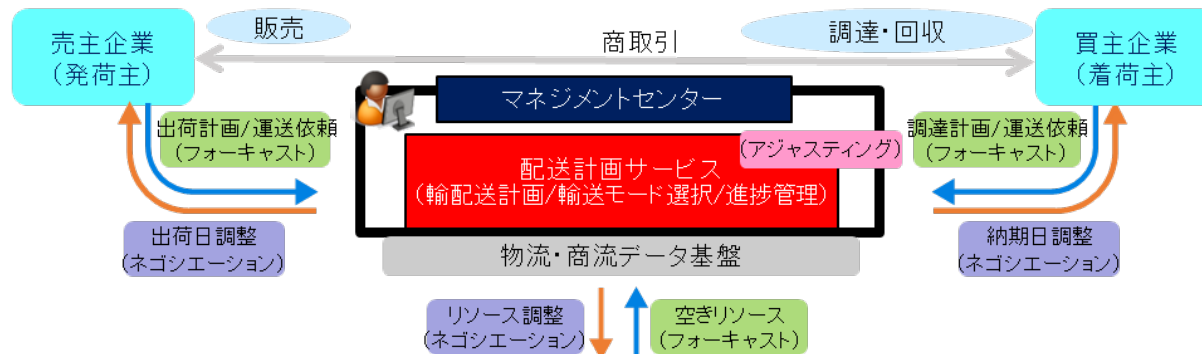 売主企業
(発荷主)
販売
商取引
調達・回収
買主企業
(着荷主)
マネジメントセンター
出荷計画/運送依頼
(フォーキャスト)
(アジャスティング)
調達計画/運送依頼
(フォーキャスト)
配送計画サービス
(輸配送計画/輸送モード選択/進捗管理)
出荷日調整
(ネゴシエーション)
物流・商流データ基盤
納期日調整
(ネゴシエーション)
リソース調整
(ネゴシエーション)
空きリソース
(フォーキャスト)